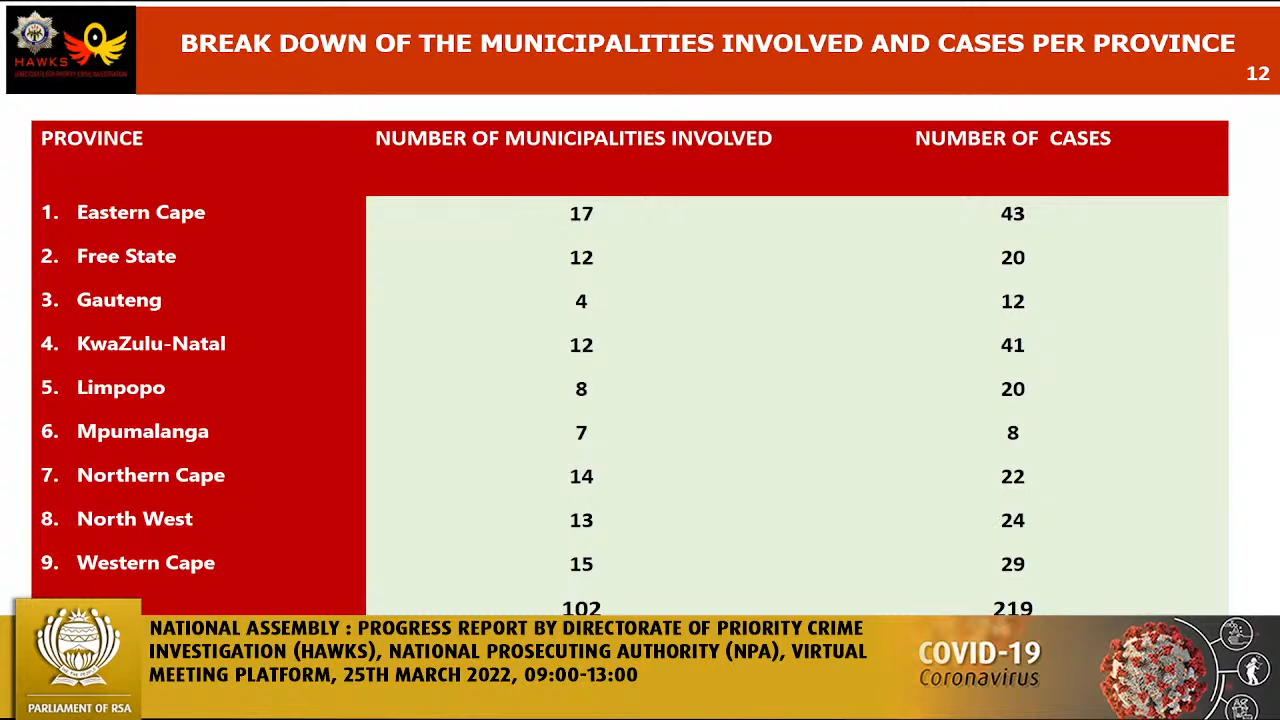 HAWKS
DIRECTORATE FOR PRIORITY CRIME INVESTIGATION
BREAK DOWN OF THE MUNICIPALITIES INVOLVED AND CASES PER PROVINCE
12
PROVINCE NUMBER OF MUNICIPALITIES INVOLVED NUMBER OF CASES
1. Eastern Cape 17 43
2. Free State 12 20
3. Gauteng 4 12
4. KwaZulu-Natal 12 41
5. Limpopo 8 20
6. Mpumalanga 7 8
7. Northern Cape 14 22
8. North West 13 24
9. Western Cape 15 29
102 219
NATIONAL ASSEMBLY : PROGRESS REPORT BY DIRECTORATE OF PRIORITY CRIME
INVESTIGATION (HAWKS), NATIONAL PROSECUTING AUTHORITY (NPA), VIRTUAL
MEETING PLATFORM, 25TH MARCH 2022, 09:00-13:00
PARLIAMENT OF RSA
COVID-19
Coronavirus